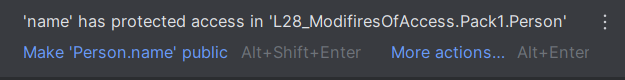 'name' has protected access in 'L28_ModifiresOfAccess.Pack1.Person'
Make 'Person.name' public Alt+Shift+Enter More actions... Alt+Enter